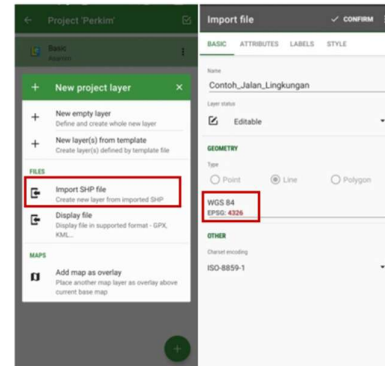 Project 'Perkim'
Basic
+ New project layer ×
New empty layer
Define and create whole new layer
New layer(s) from template
Create layer(s) defined by template file
FILES
Import SHP file
Create new layer from imported SHP
Display file
Display file in supported format - GPX,
KML...
MAPS
Add map as overlay
Place another map layer as overlay above
current base map
+
Import file
CONFIRM
BASIC ATTRIBUTES LABELS STYLE
Name
Contoh_Jalan_Lingkungan
Layer status
Editable
GEOMETRY
Type
Point Line Polygon
WGS 84
EPSG: 4326
OTHER
Charset encoding
ISO-8859-1